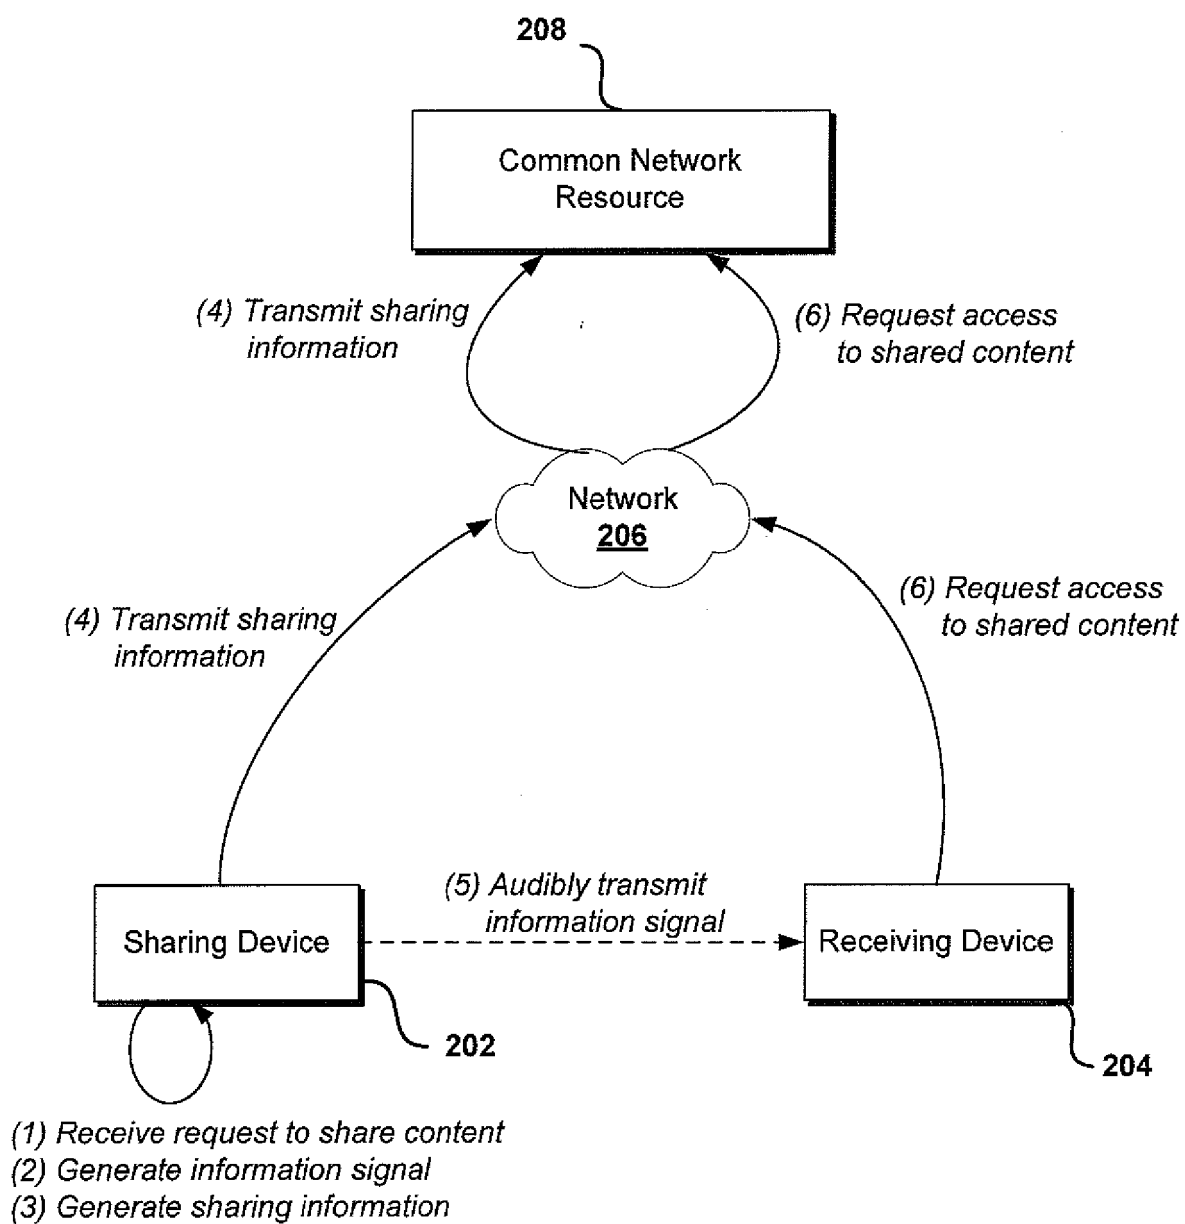 208
Common Network
Resource
(4) Transmit sharing
information
(6) Request access
to shared content
Network
206
(4) Transmit sharing
information
(6) Request access
to shared content
(5) Audibly transmit
information signal
Sharing Device
Receiving Device
202
204
(1) Receive request to share content
(2) Generate information signal
(3) Generate sharing information